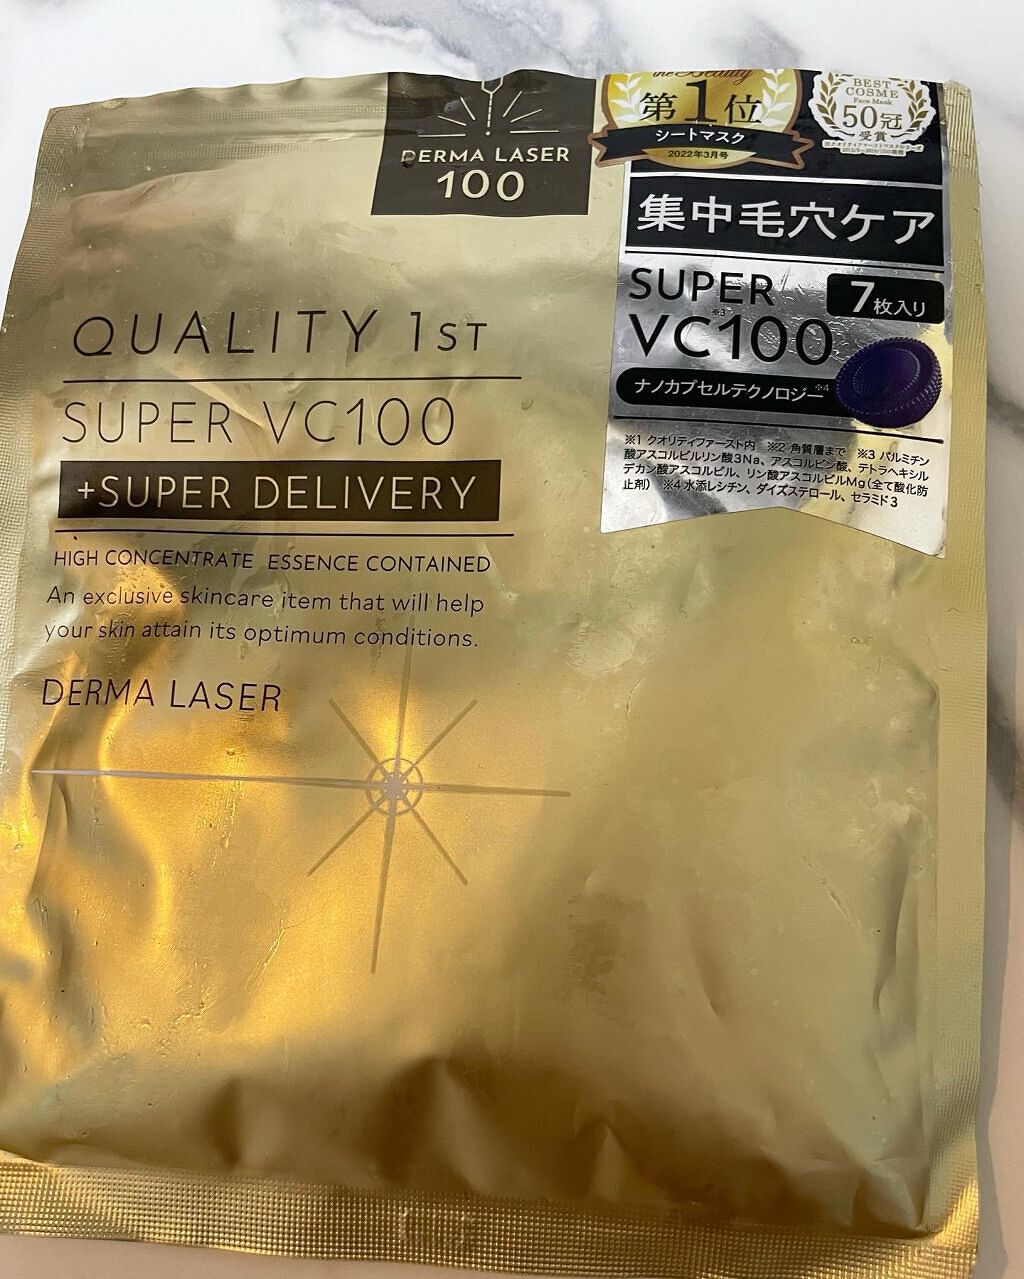 DERMA LASER
100
the Beauty
第1位
シートマスク
2022年3月号
BEST
COSME
Face Mask
50冠
受賞
集中毛穴ケア
SUPER
※3
VC100
7枚入り
ナノカプセルテクノロジー※4
※1 クオリティファースト内 ※2 角質層まで ※3 パルミチン
酸アスコルビルリン酸3Na、アスコルビン酸、テトラヘキシル
デカン酸アスコルビル、リン酸アスコルビルMg(全て酸化防
止剤) ※4 水添レシチン、ダイズステロール、セラミド3
QUALITY 1ST
SUPER VC100
+SUPER DELIVERY
HIGH CONCENTRATE ESSENCE CONTAINED
An exclusive skincare item that will help
your skin attain its optimum conditions.
DERMA LASER